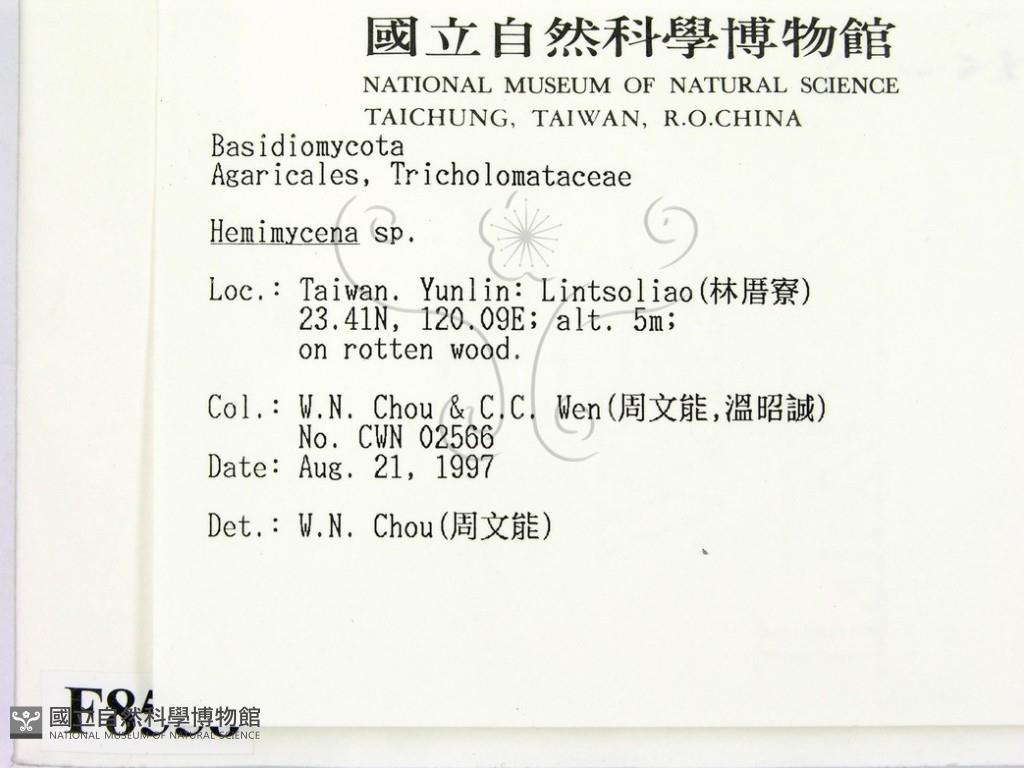 國立自然科學博物館
NATIONAL MUSEUM OF NATURAL SCIENCE
TAICHUNG, TAIWAN, R.O.CHINA
Basidiomycota
Agaricales, Tricholomataceae
Hemimycena sp.
Loc.: Taiwan. Yunlin: Lintsoliao(林厝寮)
23.41N, 120.09E; alt. 5m;
on rotten wood.
Col.: W.N. Chou & C.C. Wen(周文能,溫昭誠)
No. CWN 02566
Date: Aug. 21, 1997
Det.: W.N. Chou(周文能)
國立自然科學博物館
NATIONAL MUSEUM OF NATURAL SCIENCE